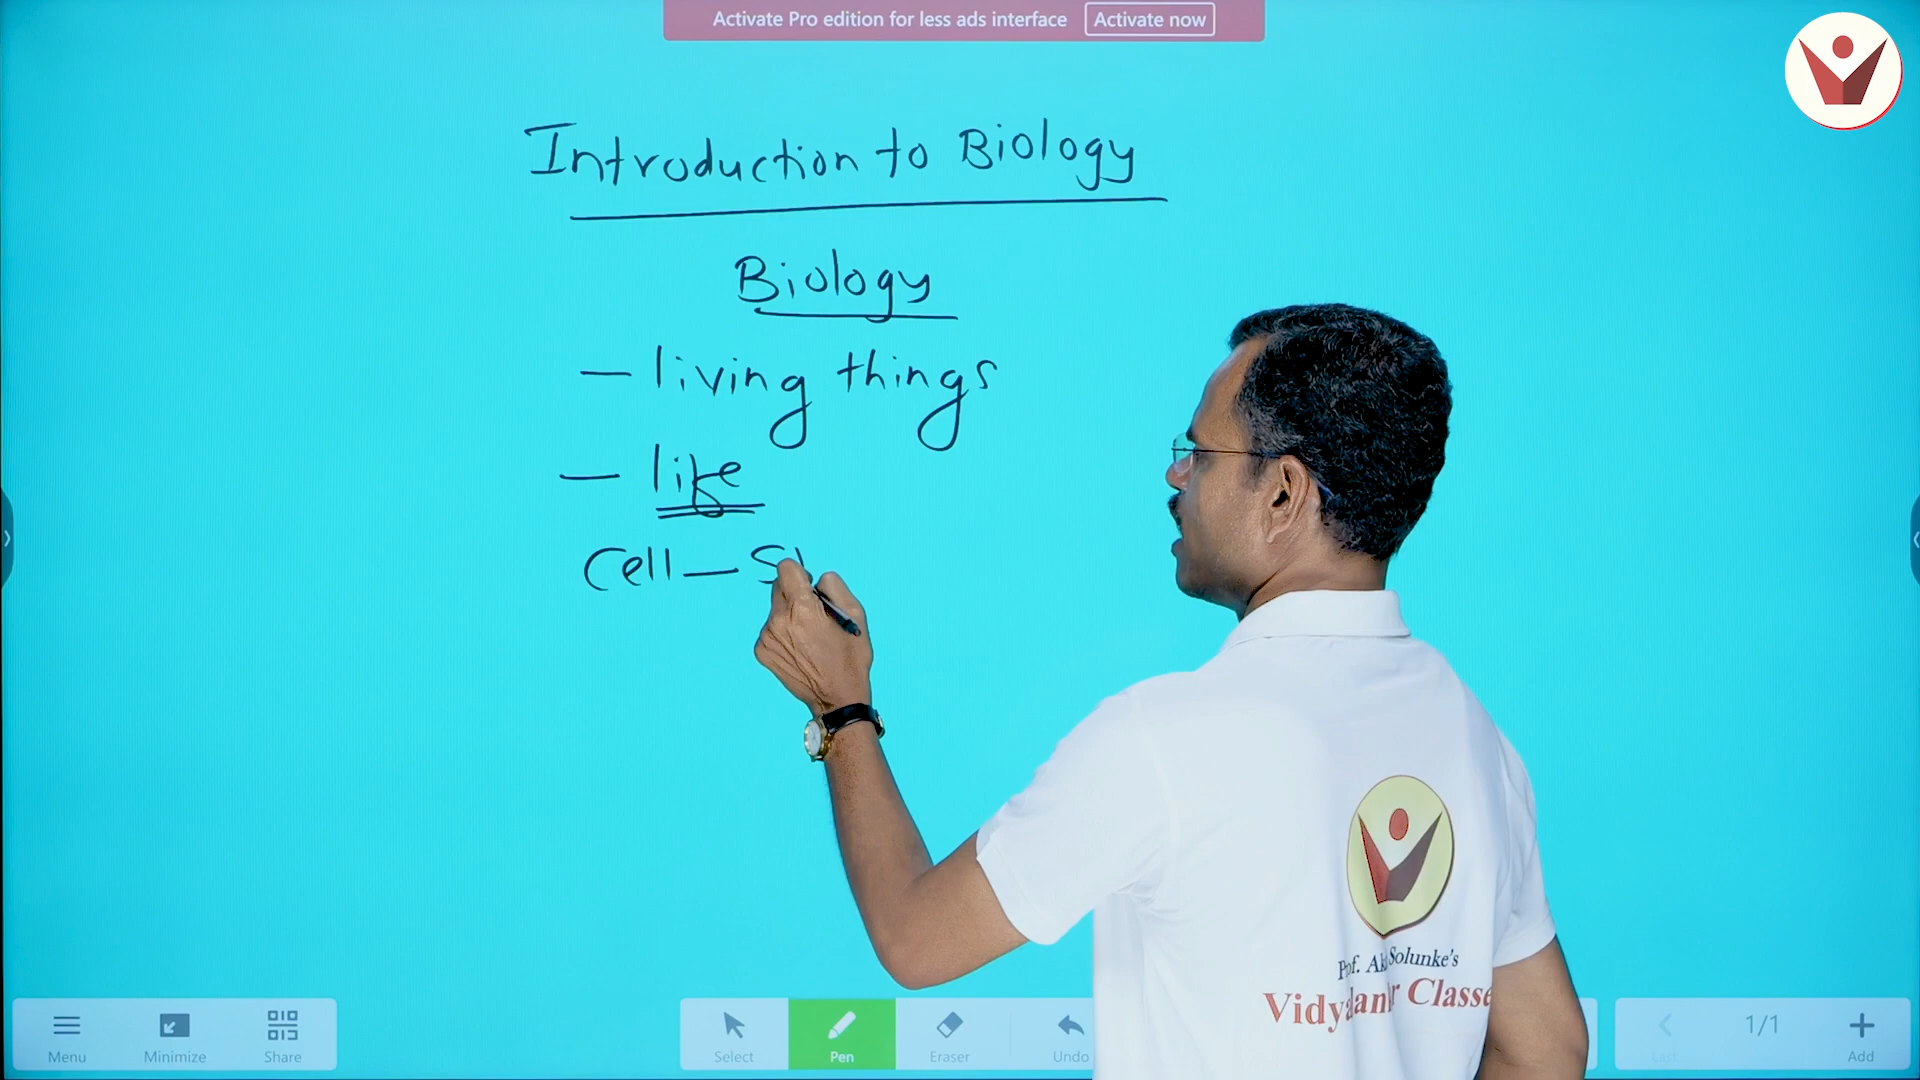 Activate Pro edition for less ads interface Activate now
Introduction to Biology
Biology
— living things
— life
Cell —
Prof. Solunke's
Menu Minimize Share Select Pen Eraser Undo 1/1 Add